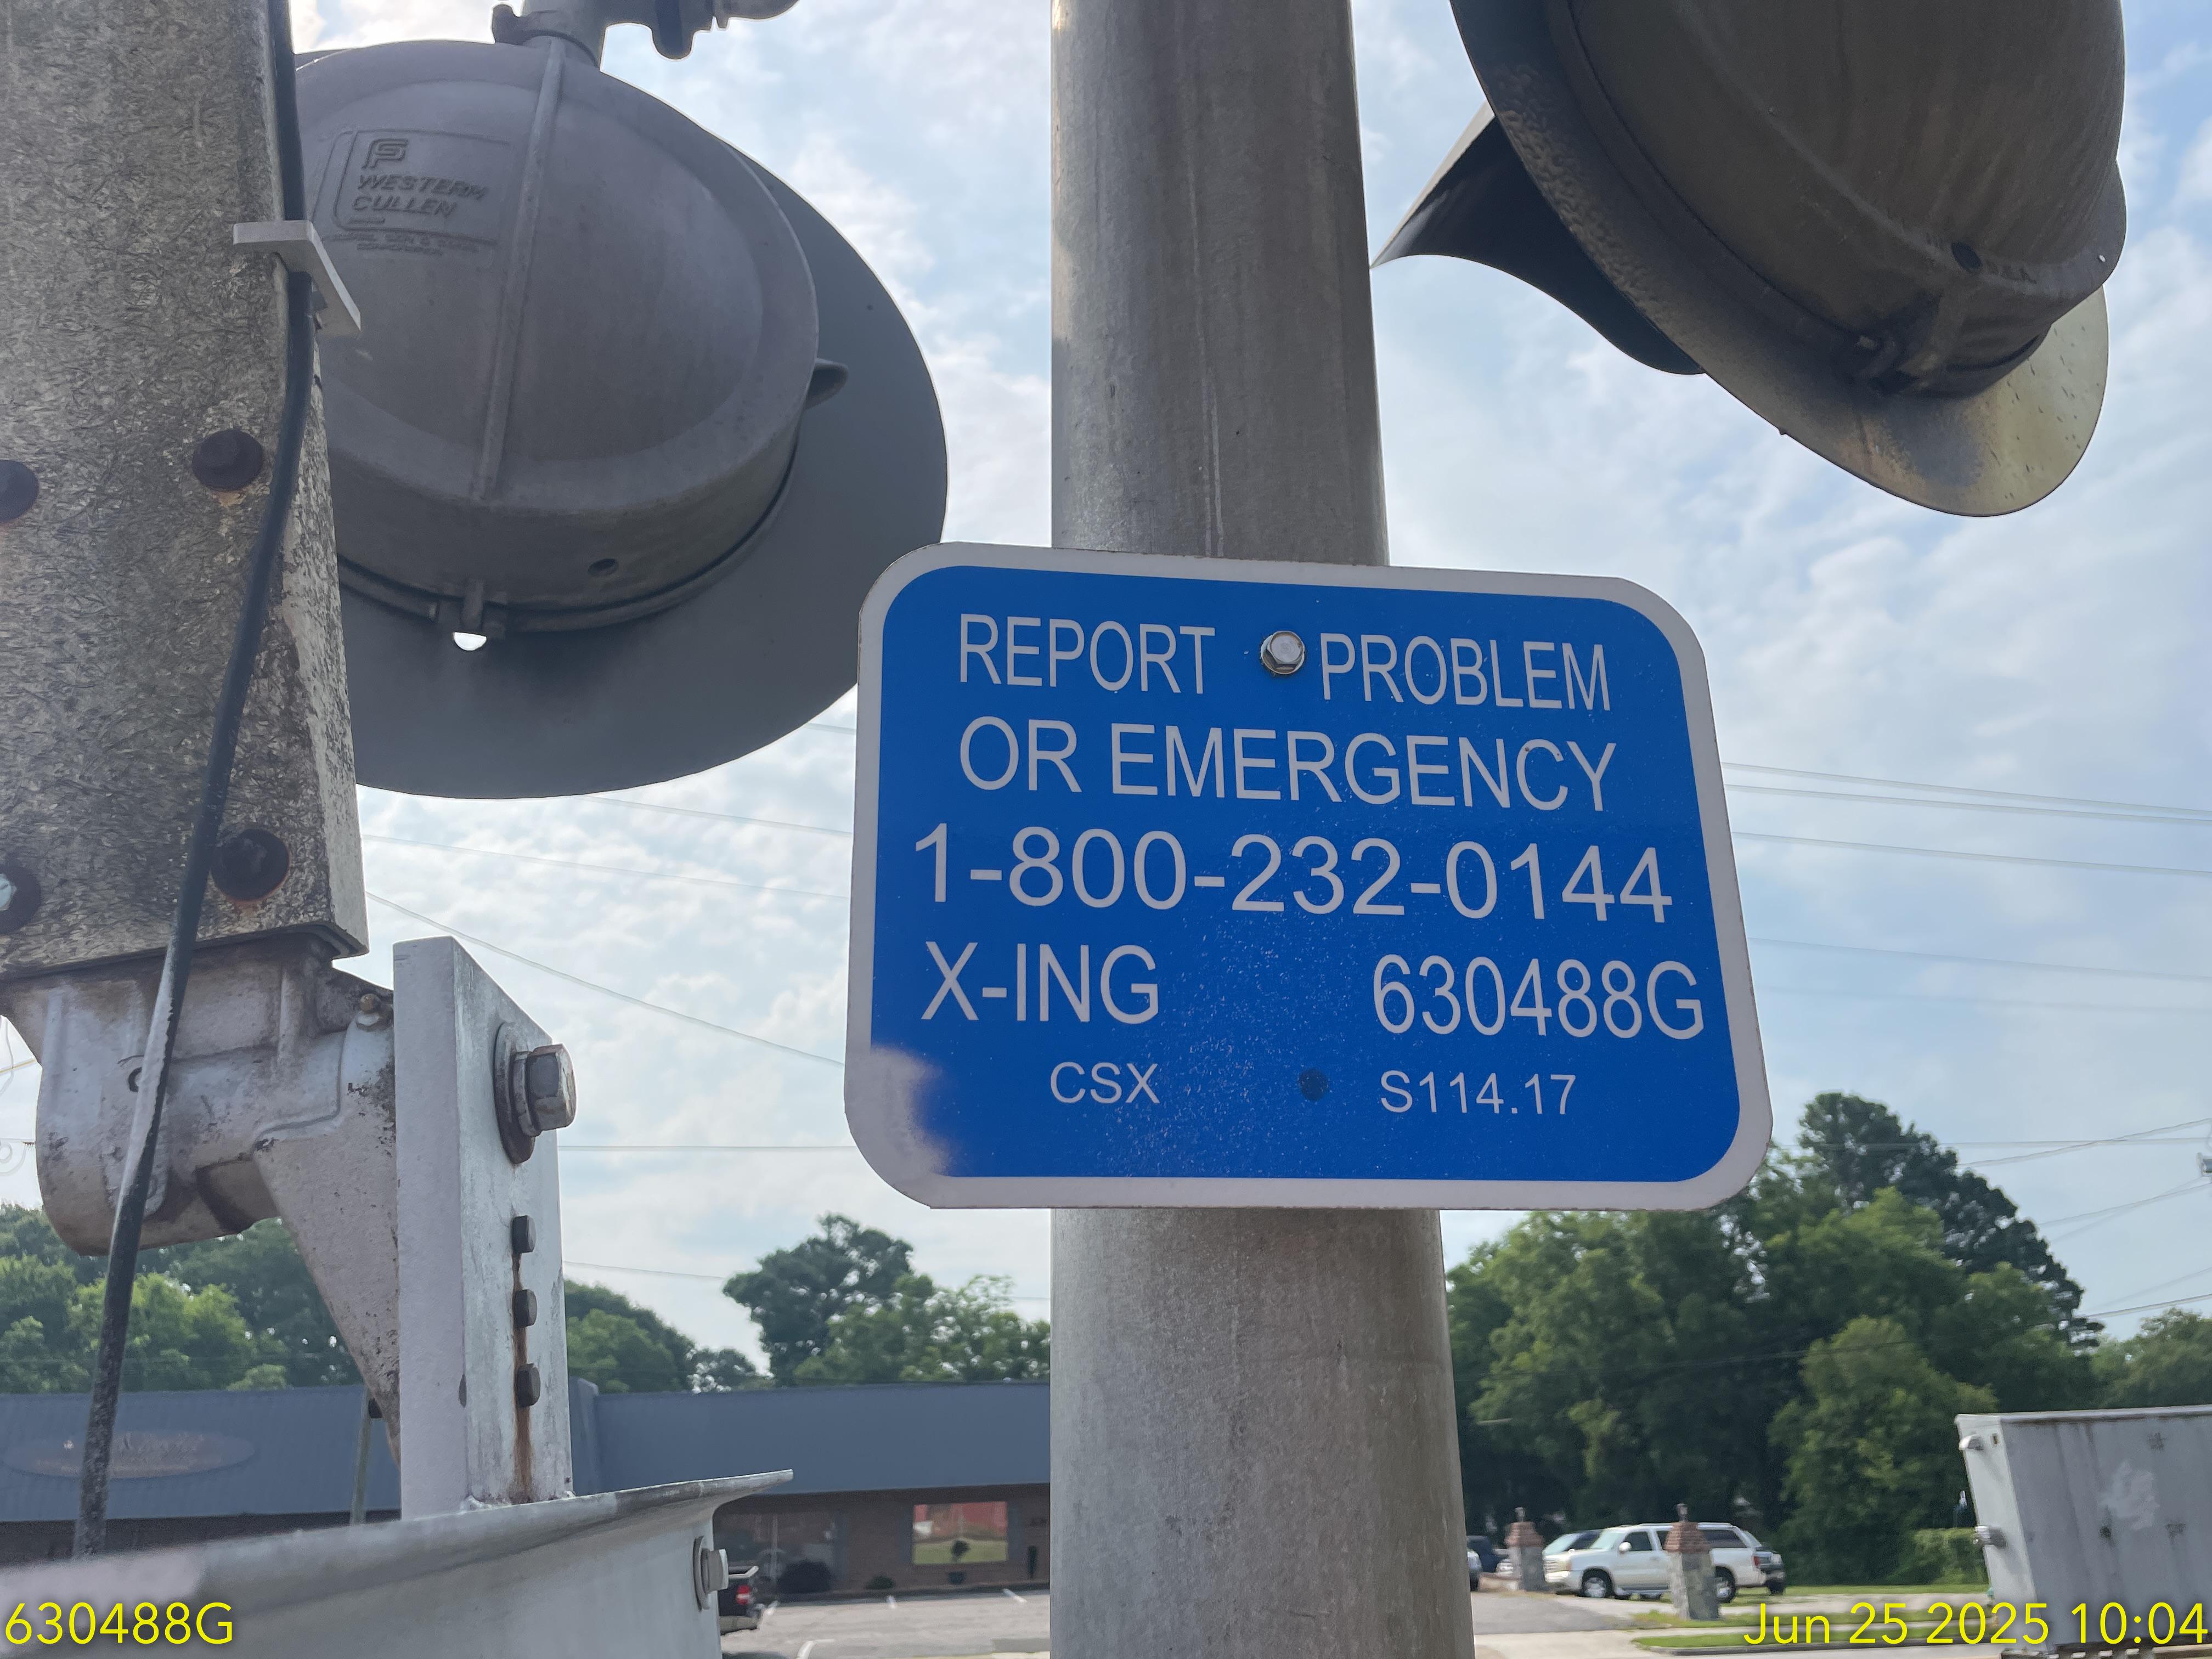 WESTERN
CULLEN
REPORT PROBLEM
OR EMERGENCY
1-800-232-0144
X-ING 630488G
CSX S114.17
630488G
Jun 25 2025 10:04